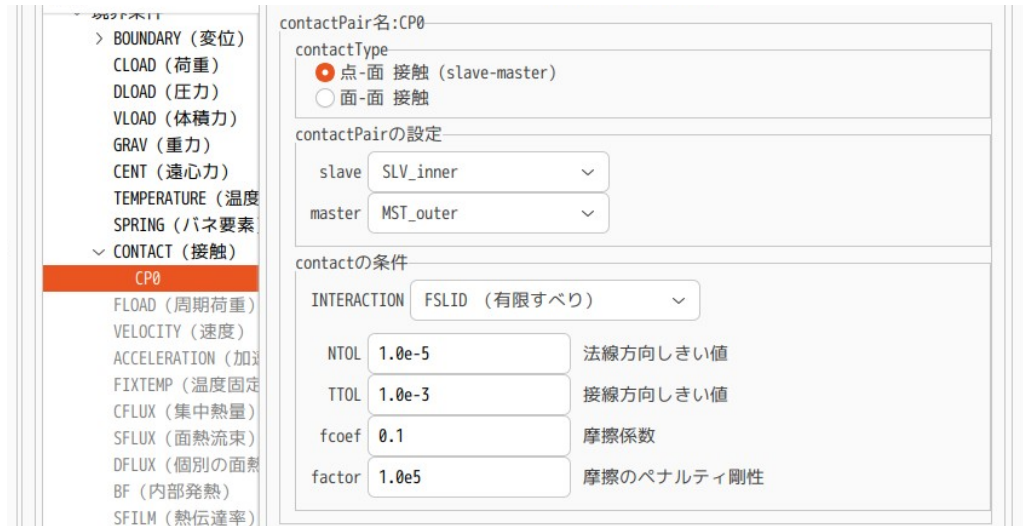 境界条件
BOUNDARY (変位)
CLOAD (荷重)
DLOAD (圧力)
VLOAD (体積力)
GRAV (重力)
CENT (遠心力)
TEMPERATURE (温度
SPRING (バネ要素
CONTACT (接触)
CP0
FLOAD (周期荷重)
VELOCITY (速度)
ACCELERATION (加速
FIXTEMP (温度固定
CFLUX (集中熱量)
SFLUX (面熱流束)
DFLUX (個別の面熱
BF (内部発熱)
SFILM (熱伝達率)
contactPair名:CP0
contactType
点-面 接触 (slave-master)
面-面 接触
contactPairの設定
slave SLV_inner
master MST_outer
contactの条件
INTERACTION FSLID (有限すべり)
NTOL 1.0e-5 法線方向しきい値
TTOL 1.0e-3 接線方向しきい値
fcoef 0.1 摩擦係数
factor 1.0e5 摩擦のペナルティ剛性